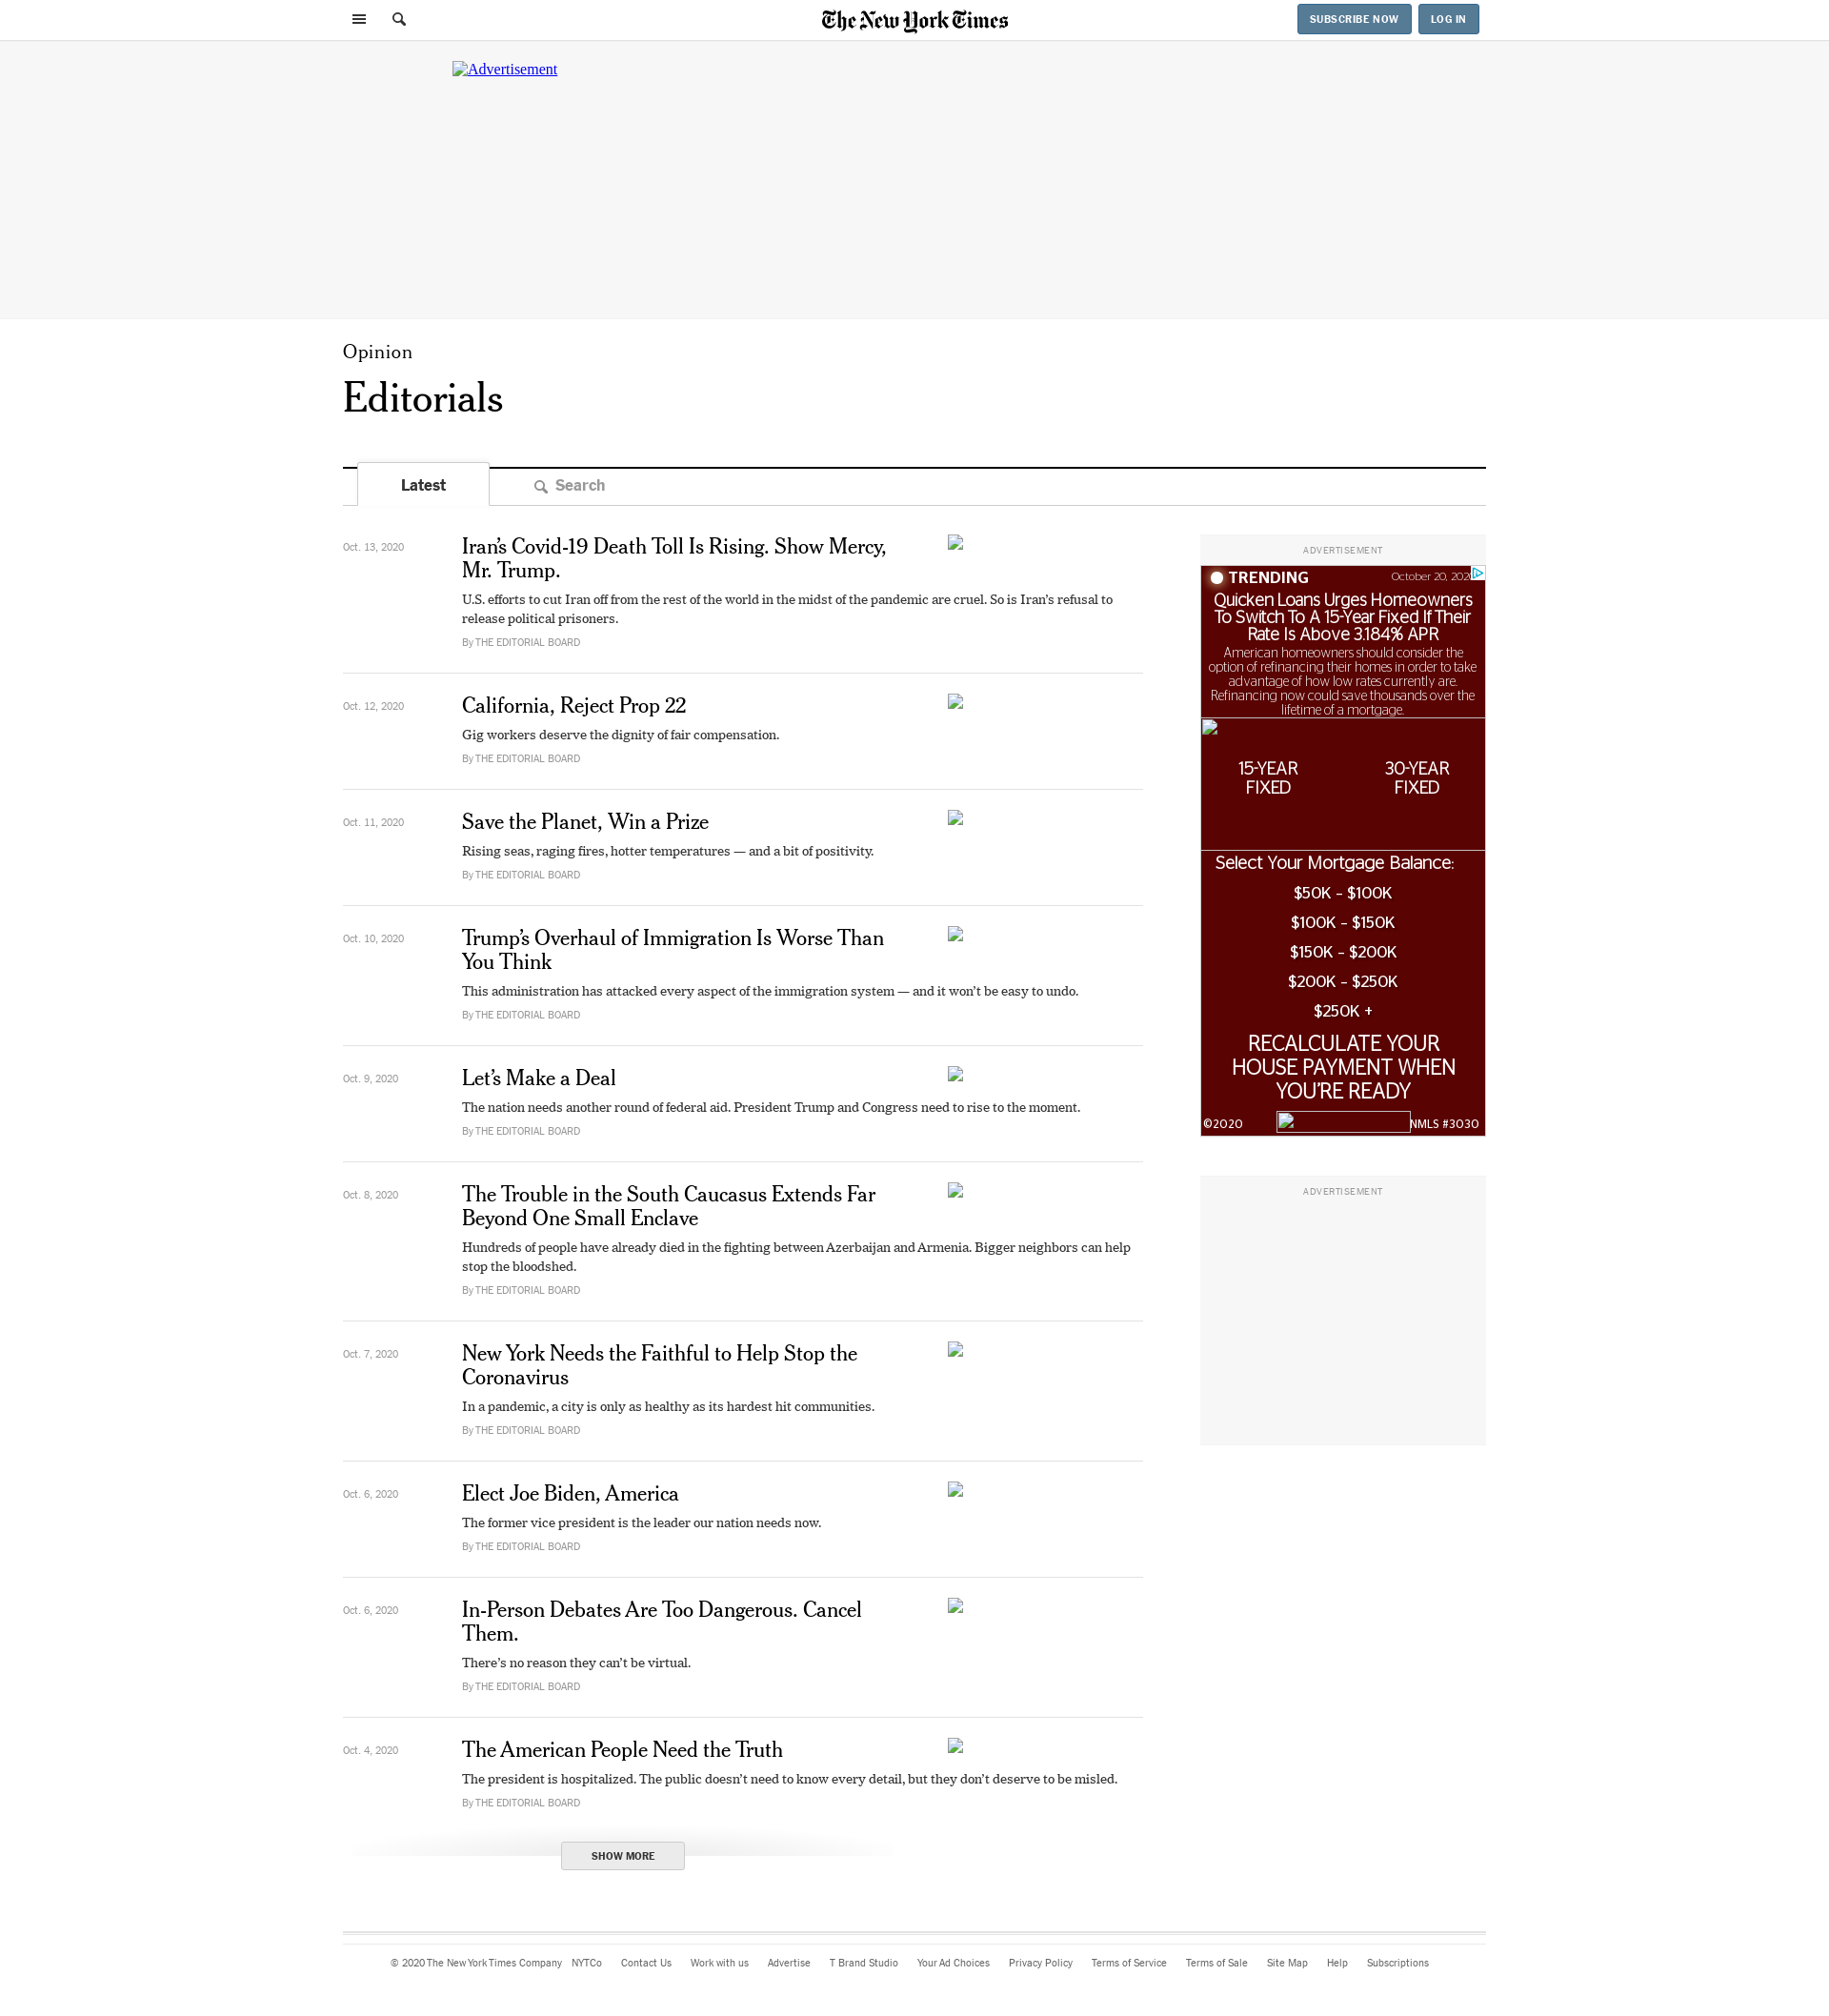 The New York Times
SUBSCRIBE NOW
LOG IN
Advertisement
Opinion
Editorials
Latest
Search
Oct. 13, 2020
Iran’s Covid-19 Death Toll Is Rising. Show Mercy,
Mr. Trump.
U.S. efforts to cut Iran off from the rest of the world in the midst of the pandemic are cruel. So is Iran’s refusal to
release political prisoners.
By THE EDITORIAL BOARD
Oct. 12, 2020
California, Reject Prop 22
Gig workers deserve the dignity of fair compensation.
By THE EDITORIAL BOARD
Oct. 11, 2020
Save the Planet, Win a Prize
Rising seas, raging fires, hotter temperatures — and a bit of positivity.
By THE EDITORIAL BOARD
Oct. 10, 2020
Trump’s Overhaul of Immigration Is Worse Than
You Think
This administration has attacked every aspect of the immigration system — and it won’t be easy to undo.
By THE EDITORIAL BOARD
Oct. 9, 2020
Let’s Make a Deal
The nation needs another round of federal aid. President Trump and Congress need to rise to the moment.
By THE EDITORIAL BOARD
Oct. 8, 2020
The Trouble in the South Caucasus Extends Far
Beyond One Small Enclave
Hundreds of people have already died in the fighting between Azerbaijan and Armenia. Bigger neighbors can help
stop the bloodshed.
By THE EDITORIAL BOARD
Oct. 7, 2020
New York Needs the Faithful to Help Stop the
Coronavirus
In a pandemic, a city is only as healthy as its hardest hit communities.
By THE EDITORIAL BOARD
Oct. 6, 2020
Elect Joe Biden, America
The former vice president is the leader our nation needs now.
By THE EDITORIAL BOARD
Oct. 6, 2020
In-Person Debates Are Too Dangerous. Cancel
Them.
There’s no reason they can’t be virtual.
By THE EDITORIAL BOARD
Oct. 4, 2020
The American People Need the Truth
The president is hospitalized. The public doesn’t need to know every detail, but they don’t deserve to be misled.
By THE EDITORIAL BOARD
SHOW MORE
ADVERTISEMENT
TRENDING
October 20, 2020
Quicken Loans Urges Homeowners
To Switch To A 15-Year Fixed If Their
Rate Is Above 3.184% APR
American homeowners should consider the
option of refinancing their homes in order to take
advantage of how low rates currently are.
Refinancing now could save thousands over the
lifetime of a mortgage.
15-YEAR
FIXED
30-YEAR
FIXED
Select Your Mortgage Balance:
$50K - $100K
$100K - $150K
$150K - $200K
$200K - $250K
$250K +
RECALCULATE YOUR
HOUSE PAYMENT WHEN
YOU’RE READY
©2020
NMLS #3030
ADVERTISEMENT
© 2020 The New York Times Company NYTCo Contact Us Work with us Advertise T Brand Studio Your Ad Choices Privacy Policy Terms of Service Terms of Sale Site Map Help Subscriptions